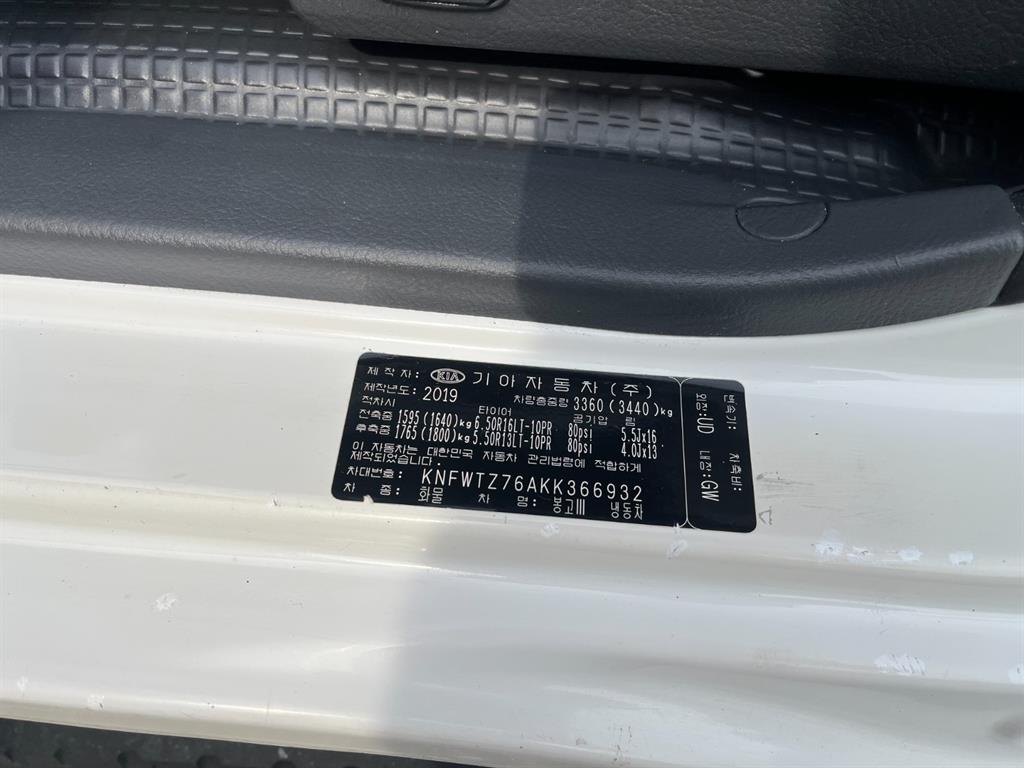 제 작 자: KIA 기아자동차(주)
제작년도: 2019 차량총중량 3360(3440)kg
적차시 타이어 공기압 림
전축중 1595(1640)kg 6.50R16LT-10PR 80psi 5.5Jx16
후축중 1765(1800)kg 5.50R13LT-10PR 80psi 4.0Jx13
이 자동차는 대한민국 자동차 관리법령에 적합하게
제작되었습니다.
차대번호: KNFWTZ76AKK366932
차 종: 화물 차 명: 봉고III 냉동차
변속기: 차축비:
외장:UD 내장:GW